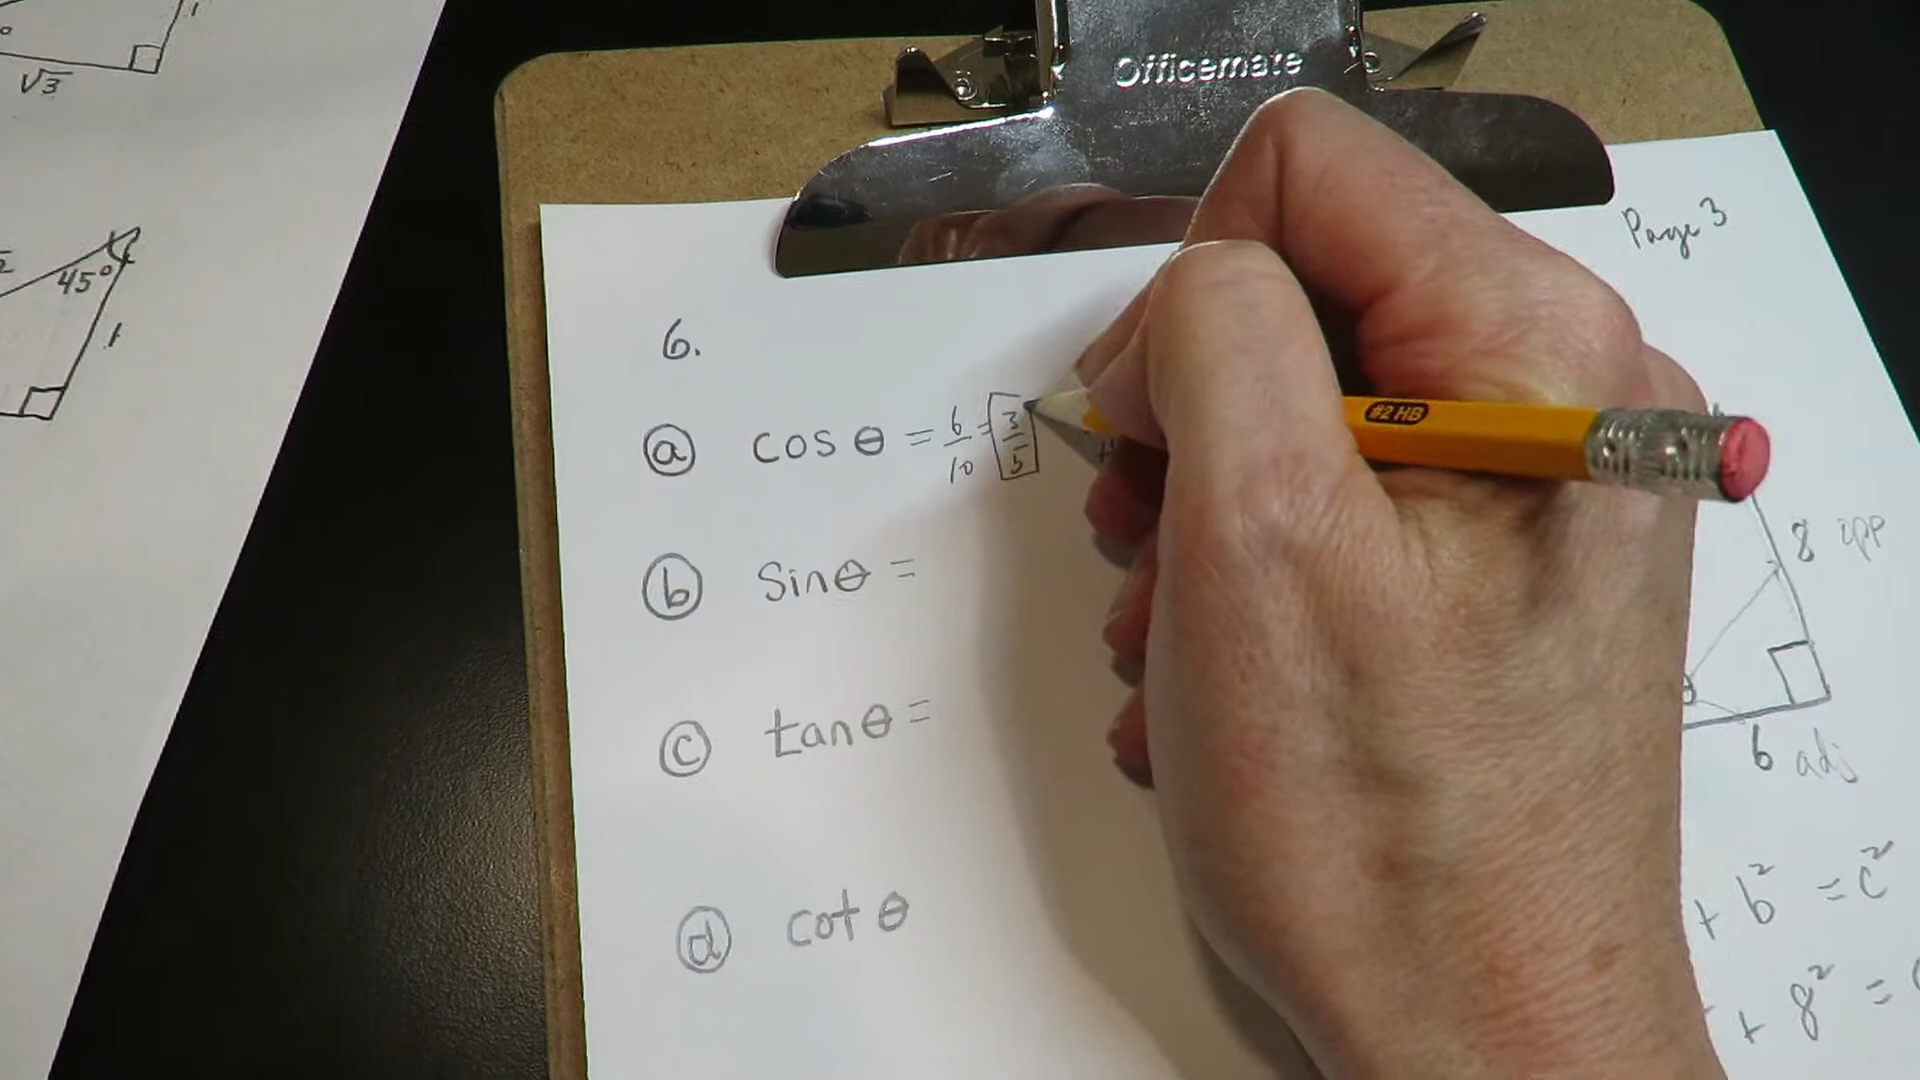 √3
45°
1
Officemate
Page 3
6.
ⓐ cos θ = 6/10 = 3/5
#2 HB
8 opp
ⓑ sin θ =
ⓒ tan θ =
6 adj
+ b² = c²
ⓓ cot θ
+ 8² =